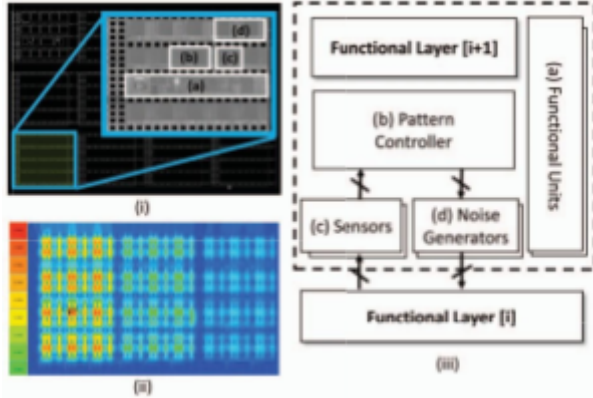 (d)
(b)
(c)
(a)
(i)
(ii)
Functional Layer [i+1]
(b) Pattern
Controller
(c) Sensors
(d) Noise
Generators
(a) Functional Units
Functional Layer [i]
(iii)